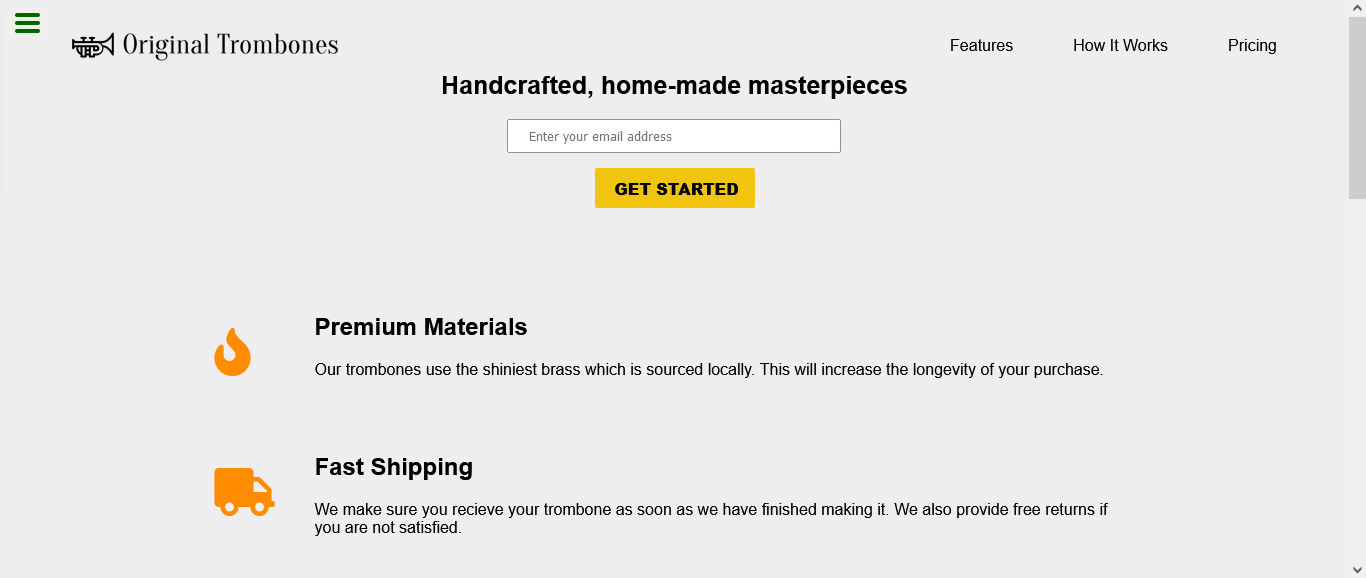 Original Trombones
Features
How It Works
Pricing
Handcrafted, home-made masterpieces
Enter your email address
GET STARTED
Premium Materials
Our trombones use the shiniest brass which is sourced locally. This will increase the longevity of your purchase.
Fast Shipping
We make sure you recieve your trombone as soon as we have finished making it. We also provide free returns if
you are not satisfied.